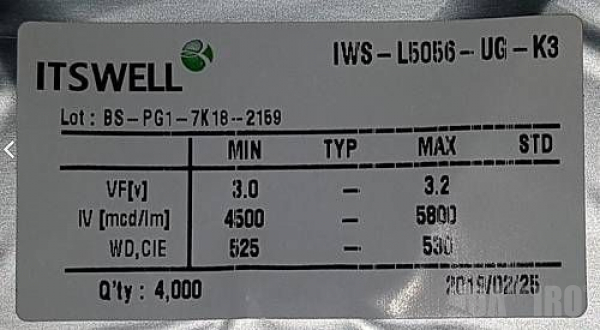 ITSWELL
IWS-L5056-UG-K3
Lot : BS-PG1-7K18-2159
MIN TYP MAX STD
VF[v] 3.0 - 3.2
IV [mcd/lm] 4500 - 5800
WD,CIE 525 - 530
Q'ty : 4,000 2019/02/25